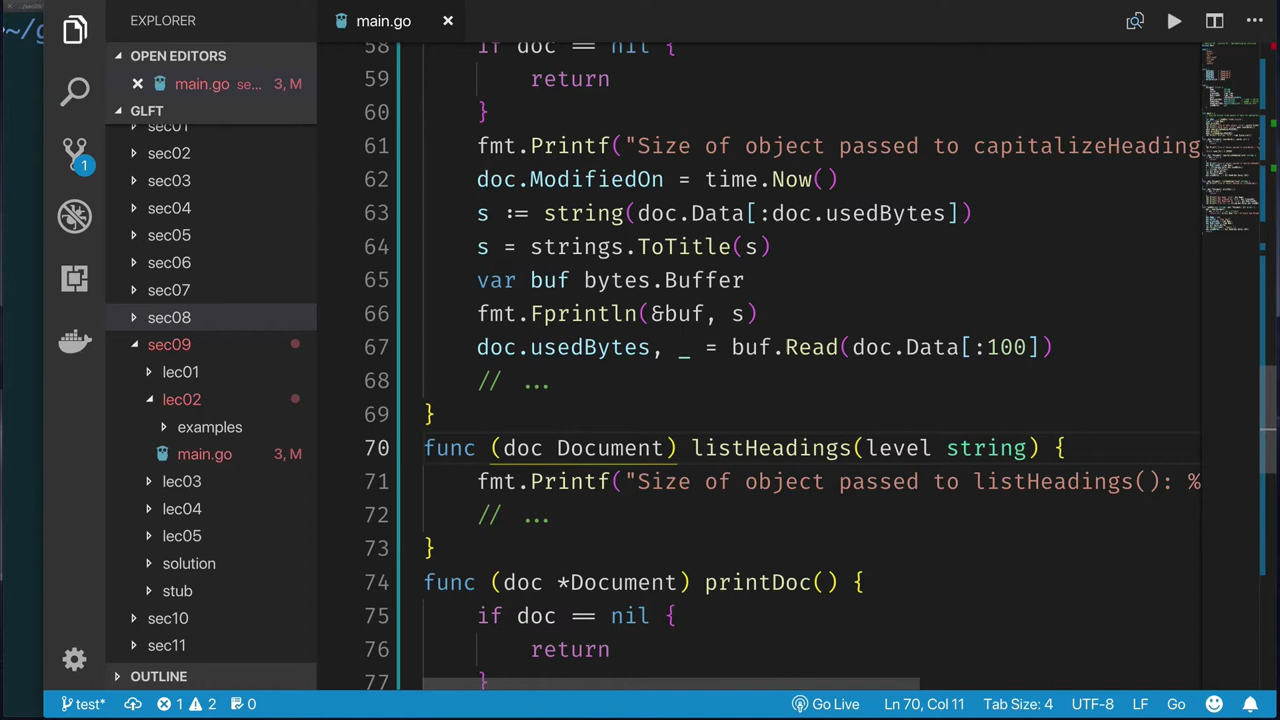 ~/g
EXPLORER
main.go
OPEN EDITORS
main.go se... 3, M
GLFT
sec01
sec02
sec03
sec04
sec05
sec06
sec07
sec08
sec09
lec01
lec02
examples
main.go 3, M
lec03
lec04
lec05
solution
stub
sec10
sec11
OUTLINE
1
58 if doc == nil {
59 return
60 }
61 fmt.Printf("Size of object passed to capitalizeHeading
62 doc.ModifiedOn = time.Now()
63 s := string(doc.Data[:doc.usedBytes])
64 s = strings.ToTitle(s)
65 var buf bytes.Buffer
66 fmt.Fprintln(&buf, s)
67 doc.usedBytes, _ = buf.Read(doc.Data[:100])
68 // ...
69 }
70 func (doc Document) listHeadings(level string) {
71 fmt.Printf("Size of object passed to listHeadings(): %
72 // ...
73 }
74 func (doc *Document) printDoc() {
75 if doc == nil {
76 return
77 }
test* 1 2 0 Go Live Ln 70, Col 11 Tab Size: 4 UTF-8 LF Go